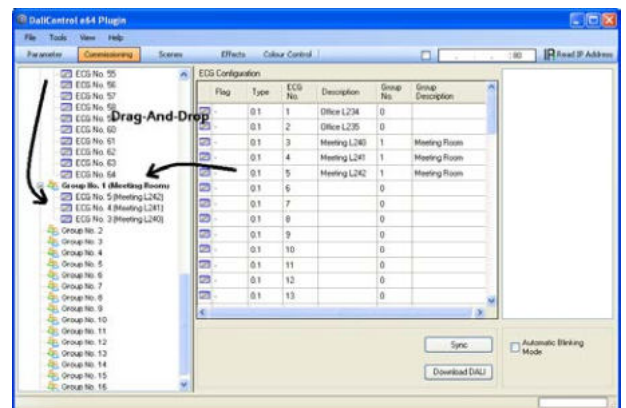 DaliControl e64 Plugin
File Tools View Help
Parameter Commissioning Scenes Effects Colour Control . . . : 80 IR Read IP Address
ECG No. 55
ECG No. 56
ECG No. 57
ECG No. 58
ECG No. 5
Drag-And-Drop
ECG No. 60
ECG No. 61
ECG No. 62
ECG No. 63
ECG No. 64
Group No. 1 (Meeting Room)
ECG No. 5 (Meeting L242)
ECG No. 4 (Meeting L241)
ECG No. 3 (Meeting L240)
Group No. 2
Group No. 3
Group No. 4
Group No. 5
Group No. 6
Group No. 7
Group No. 8
Group No. 9
Group No. 10
Group No. 11
Group No. 12
Group No. 13
Group No. 14
Group No. 15
Group No. 16
ECG Configuration
Flag Type ECG No. Description Group No. Group Description
- 0.1 1 Office L234 0
- 0.1 2 Office L235 0
- 0.1 3 Meeting L240 1 Meeting Room
- 0.1 4 Meeting L241 1 Meeting Room
- 0.1 5 Meeting L242 1 Meeting Room
- 0.1 6 0
- 0.1 7 0
- 0.1 8 0
- 0.1 9 0
- 0.1 10 0
- 0.1 11 0
- 0.1 12 0
- 0.1 13 0
Sync
Download DALI
Automatic Blinking
Mode